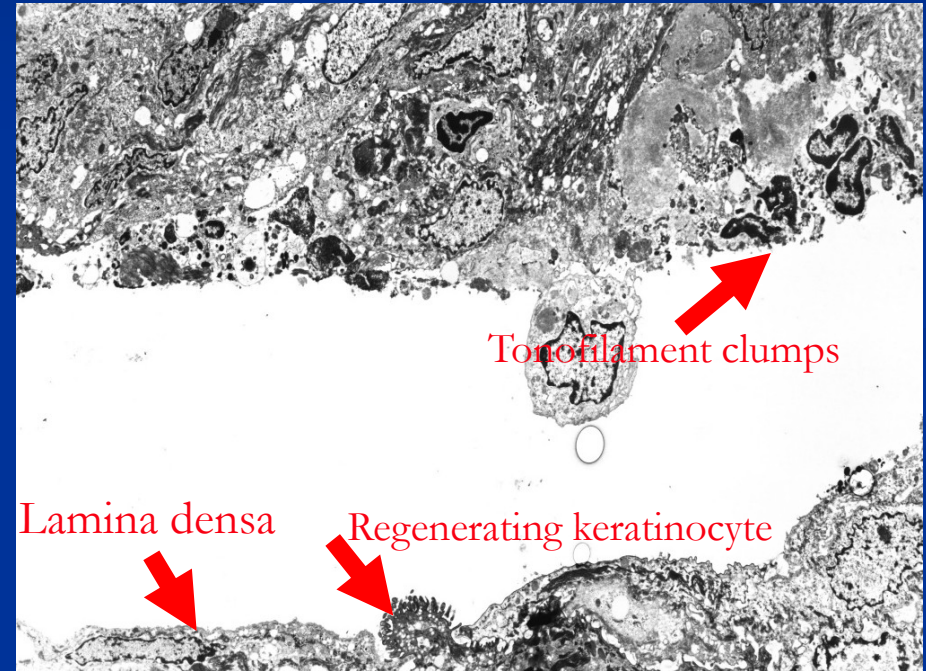 Tonofilament clumps
Lamina densa
Regenerating keratinocyte